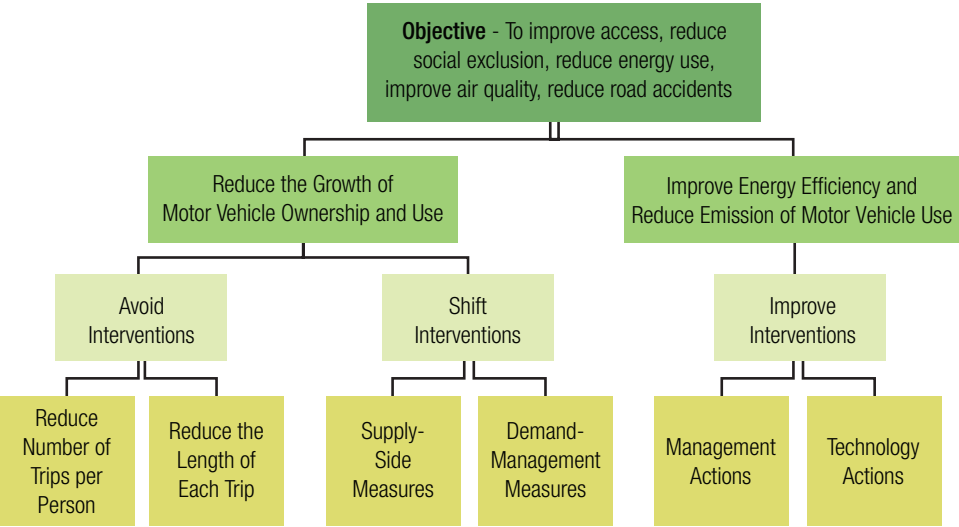 Objective - To improve access, reduce
social exclusion, reduce energy use,
improve air quality, reduce road accidents
Reduce the Growth of
Motor Vehicle Ownership and Use
Improve Energy Efficiency and
Reduce Emission of Motor Vehicle Use
Avoid
Interventions
Shift
Interventions
Improve
Interventions
Reduce
Number of
Trips per
Person
Reduce the
Length of
Each Trip
Supply-
Side
Measures
Demand-
Management
Measures
Management
Actions
Technology
Actions